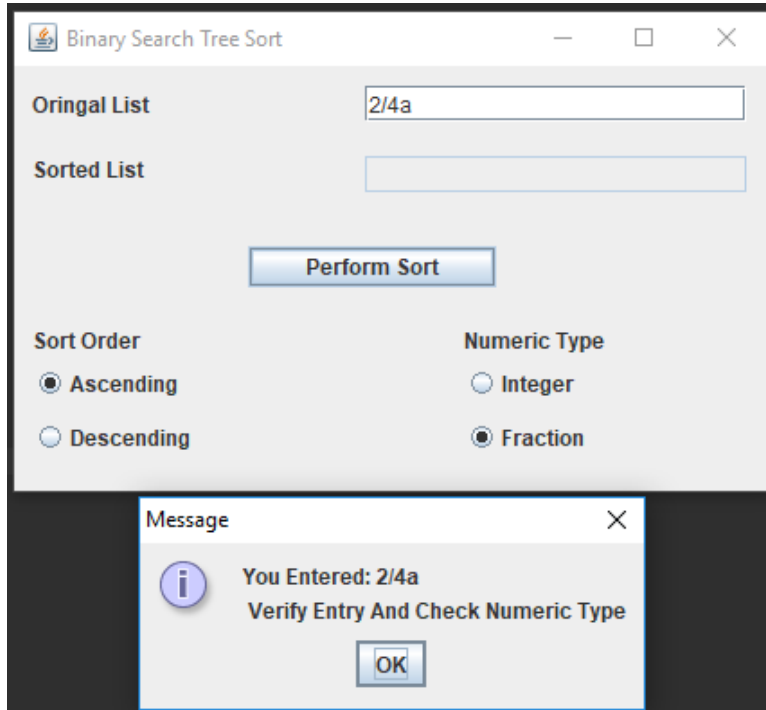 Binary Search Tree Sort
Oringal List 2/4a
Sorted List
Perform Sort
Sort Order Numeric Type
Ascending Integer
Descending Fraction
Message
You Entered: 2/4a
Verify Entry And Check Numeric Type
OK